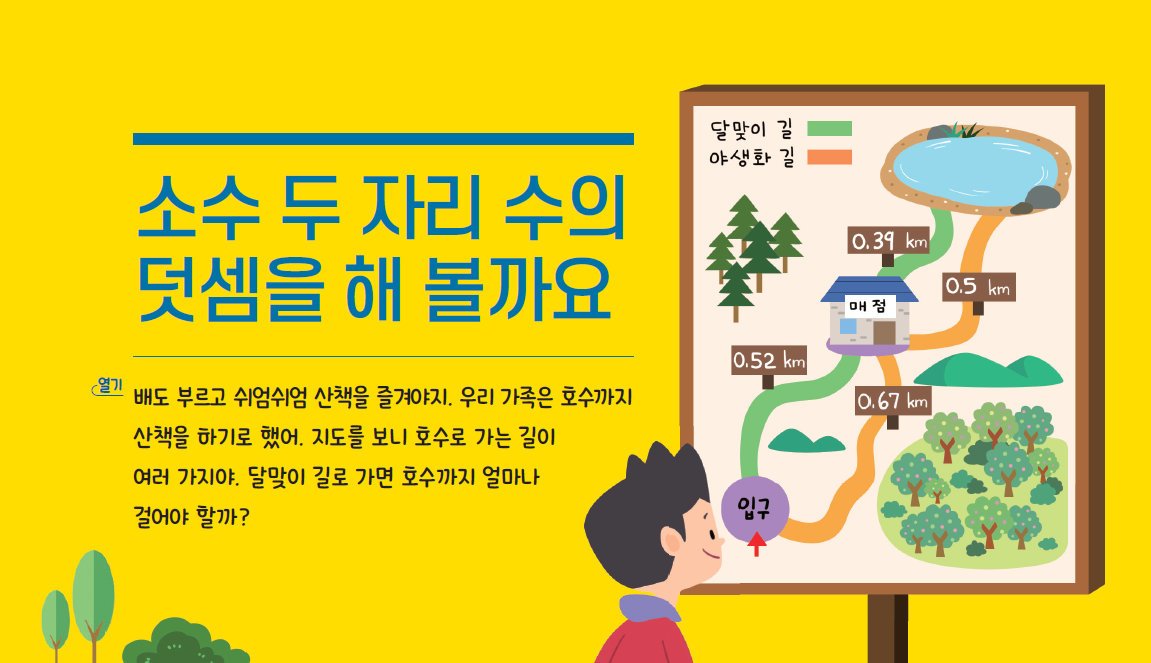 소수 두 자리 수의
덧셈을 해 볼까요
열기
배도 부르고 쉬엄쉬엄 산책을 즐겨야지. 우리 가족은 호수까지
산책을 하기로 했어. 지도를 보니 호수로 가는 길이
여러 가지야. 달맞이 길로 가면 호수까지 얼마나
걸어야 할까?
달맞이 길
야생화 길
0.39 km
0.5 km
매점
0.52 km
0.67 km
입구